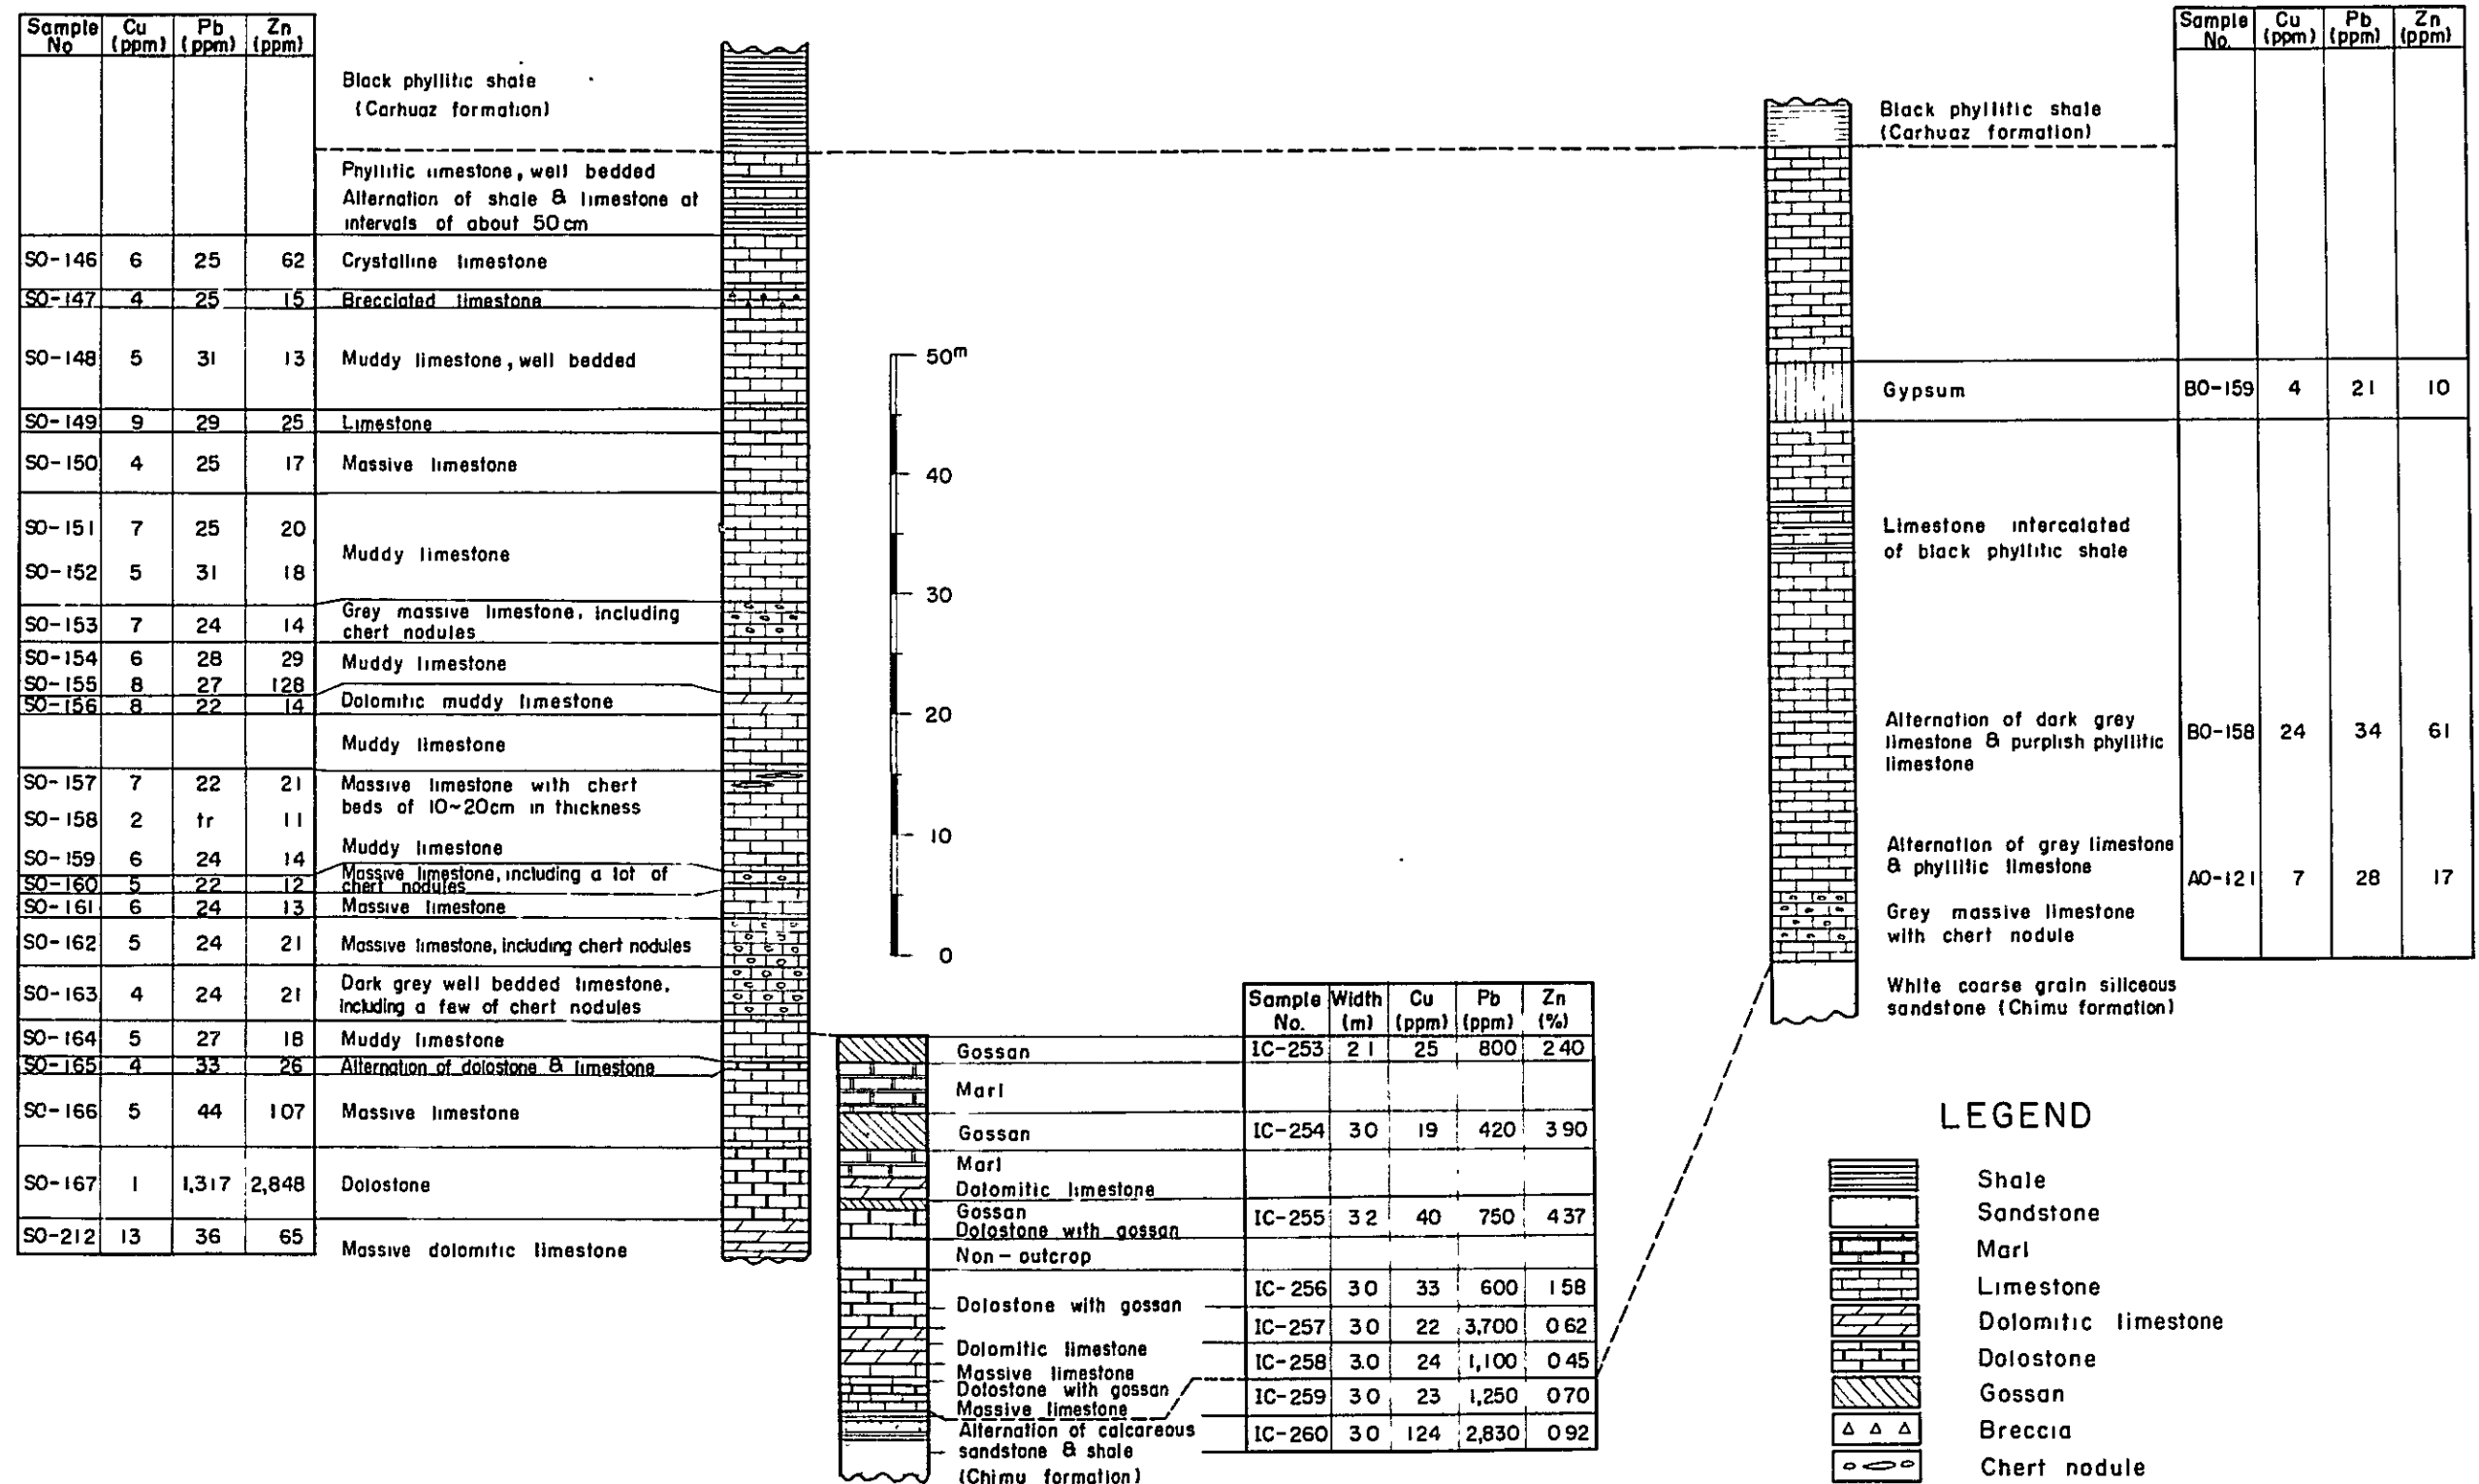 Sample No Cu (ppm) Pb (ppm) Zn (ppm)
Black phyllitic shale
(Carhuaz formation)
Phyllitic limestone, well bedded
Alternation of shale & limestone at
intervals of about 50cm
SO-146 6 25 62 Crystalline limestone
SO-147 4 25 15 Brecciated limestone
SO-148 5 31 13 Muddy limestone, well bedded
SO-149 9 29 25 Limestone
SO-150 4 25 17 Massive limestone
SO-151 7 25 20
Muddy limestone
SO-152 5 31 18
SO-153 7 24 14 Grey massive limestone, including
chert nodules
SO-154 6 28 29 Muddy limestone
SO-155 8 27 128
SO-156 8 22 14 Dolomitic muddy limestone
Muddy limestone
SO-157 7 22 21 Massive limestone with chert
beds of 10~20cm in thickness
SO-158 2 tr 11
SO-159 6 24 14 Muddy limestone
SO-160 5 22 12 Massive limestone, including a lot of
chert nodules
SO-161 6 24 13 Massive limestone
SO-162 5 24 21 Massive limestone, including chert nodules
SO-163 4 24 21 Dark grey well bedded limestone,
including a few of chert nodules
SO-164 5 27 18 Muddy limestone
SO-165 4 33 26 Alternation of dolostone & limestone
SO-166 5 44 107 Massive limestone
SO-167 1 1,317 2,848 Dolostone
SO-212 13 36 65 Massive dolomitic limestone
50m
40
30
20
10
0
Sample No. Width (m) Cu (ppm) Pb (ppm) Zn (%)
Gossan IC-253 2 1 25 800 2 40
Marl
Gossan IC-254 3 0 19 420 3 90
Marl
Dolomitic limestone
Gossan
Dolostone with gossan IC-255 3 2 40 750 4 37
Non-outcrop
IC-256 3 0 33 600 1 58
Dolostone with gossan
IC-257 3 0 22 3,700 0 62
Dolomitic limestone
IC-258 3.0 24 1,100 0 45
Massive limestone
Dolostone with gossan IC-259 3 0 23 1,250 0 70
Massive limestone
Alternation of calcareous IC-260 3 0 124 2,830 0 92
sandstone & shale
(Chimu formation)
Sample No. Cu (ppm) Pb (ppm) Zn (ppm)
Black phyllitic shale
(Carhuaz formation)
Gypsum BO-159 4 21 10
Limestone intercalated
of black phyllitic shale
Alternation of dark grey
limestone & purplish phyllitic BO-158 24 34 61
limestone
Alternation of grey limestone
& phyllitic limestone
AO-121 7 28 17
Grey massive limestone
with chert nodule
White coarse grain siliceous
sandstone (Chimu formation)
LEGEND
Shale
Sandstone
Marl
Limestone
Dolomitic limestone
Dolostone
Gossan
Breccia
Chert nodule